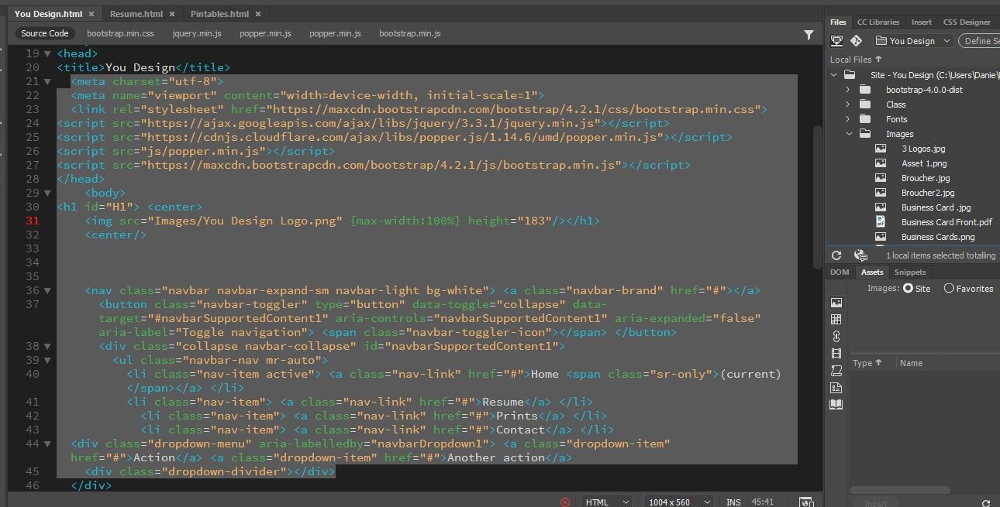 You Design.html × Resume.html × Pintables.html ×
Source Code bootstrap.min.css jquery.min.js popper.min.js popper.min.js bootstrap.min.js
19 <head>
20 <title>You Design</title>
21 <meta charset="utf-8">
22 <meta name="viewport" content="width=device-width, initial-scale=1">
23 <link rel="stylesheet" href="https://maxcdn.bootstrapcdn.com/bootstrap/4.2.1/css/bootstrap.min.css">
24 <script src="https://ajax.googleapis.com/ajax/libs/jquery/3.3.1/jquery.min.js"></script>
25 <script src="https://cdnjs.cloudflare.com/ajax/libs/popper.js/1.14.6/umd/popper.min.js"></script>
26 <script src="js/popper.min.js"></script>
27 <script src="https://maxcdn.bootstrapcdn.com/bootstrap/4.2.1/js/bootstrap.min.js"></script>
28 </head>
29 <body>
30 <h1 id="H1"> <center>
31 <img src="Images/You Design Logo.png" {max-width:100%} height="183"/></h1>
32 <center/>
33
34
35
36 <nav class="navbar navbar-expand-sm navbar-light bg-white"> <a class="navbar-brand" href="#"></a>
37 <button class="navbar-toggler" type="button" data-toggle="collapse" data-
target="#navbarSupportedContent1" aria-controls="navbarSupportedContent1" aria-expanded="false"
aria-label="Toggle navigation"> <span class="navbar-toggler-icon"></span> </button>
38 <div class="collapse navbar-collapse" id="navbarSupportedContent1">
39 <ul class="navbar-nav mr-auto">
40 <li class="nav-item active"> <a class="nav-link" href="#">Home <span class="sr-only">(current)
</span></a> </li>
41 <li class="nav-item"> <a class="nav-link" href="#">Resume</a> </li>
42 <li class="nav-item"> <a class="nav-link" href="#">Prints</a> </li>
43 <li class="nav-item"> <a class="nav-link" href="#">Contact</a> </li>
44 <div class="dropdown-menu" aria-labelledby="navbarDropdown1"> <a class="dropdown-item"
href="#">Action</a> <a class="dropdown-item" href="#">Another action</a>
45 <div class="dropdown-divider"></div>
46 </div>
HTML 1004 x 560 INS 45:41
Files CC Libraries Insert CSS Designer
You Design Define Se
Local Files
Site - You Design (C:\Users\Danie\
bootstrap-4.0.0-dist
Class
Fonts
Images
3 Logos.jpg
Asset 1.png
Broucher.jpg
Broucher2.jpg
Business Card .jpg
Business Card Front.pdf
Business Cards.png
1 local items selected totalling
DOM Assets Snippets
Images: Site Favorites
Type Name
Insert